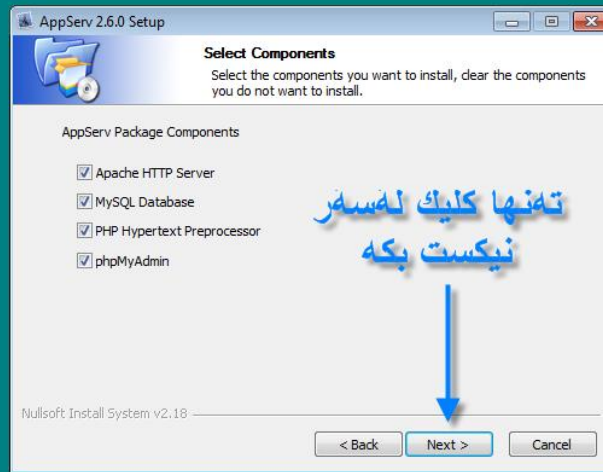 AppServ 2.6.0 Setup
Select Components
Select the components you want to install, clear the components
you do not want to install.
AppServ Package Components
Apache HTTP Server
MySQL Database
PHP Hypertext Preprocessor
phpMyAdmin
تەنها كليك لەسەر
نيكست بكە
Nullsoft Install System v2.18
< Back
Next >
Cancel